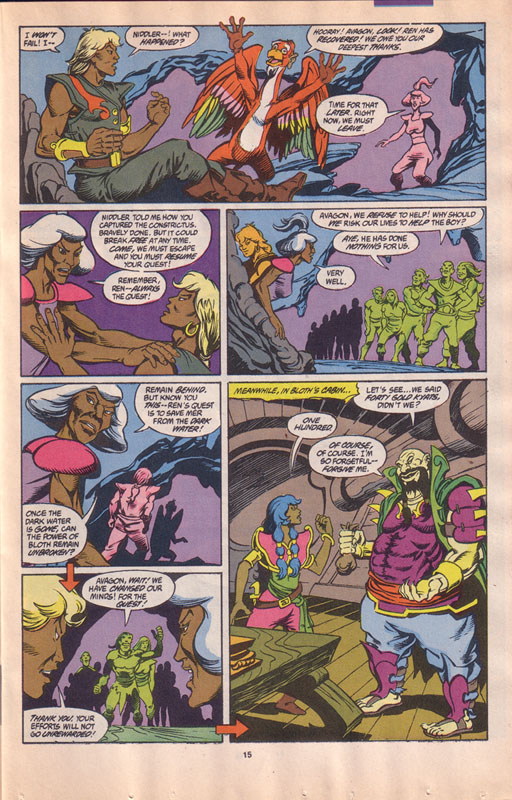 I WON'T
FAIL! I--
NIDDLER--! WHAT
HAPPENED?
HOORAY! AVAGON, LOOK! REN HAS
RECOVERED! WE OWE YOU OUR
DEEPEST THANKS.
TIME FOR THAT
LATER. RIGHT
NOW, WE MUST
LEAVE.
NIDDLER TOLD ME HOW YOU
CAPTURED THE CONSTRICTUS.
BRAVELY DONE. BUT IT COULD
BREAK FREE AT ANY TIME.
COME, WE MUST ESCAPE
AND YOU MUST RESUME
YOUR QUEST!
REMEMBER,
REN--ALWAYS
THE QUEST!
AVAGON, WE REFUSE TO HELP! WHY SHOULD
WE RISK OUR LIVES TO HELP THE BOY?
AYE, HE HAS DONE
NOTHING FOR US.
VERY
WELL,
REMAIN BEHIND.
BUT KNOW YOU
THIS--REN'S QUEST
IS TO SAVE MER
FROM THE DARK
WATER!
ONCE THE
DARK WATER
IS GONE, CAN
THE POWER OF
BLOTH REMAIN
UNBROKEN?
AVAGON, WAIT! WE
HAVE CHANGED OUR
MINDS! FOR THE
QUEST!
THANK YOU. YOUR
EFFORTS WILL NOT
GO UNREWARDED!
MEANWHILE, IN BLOTH'S CABIN...
LET'S SEE...WE SAID
FORTY GOLD KYATS,
DIDN'T WE?
ONE
HUNDRED.
OF COURSE,
OF COURSE. I'M
SO FORGETFUL--
FORGIVE ME.
15